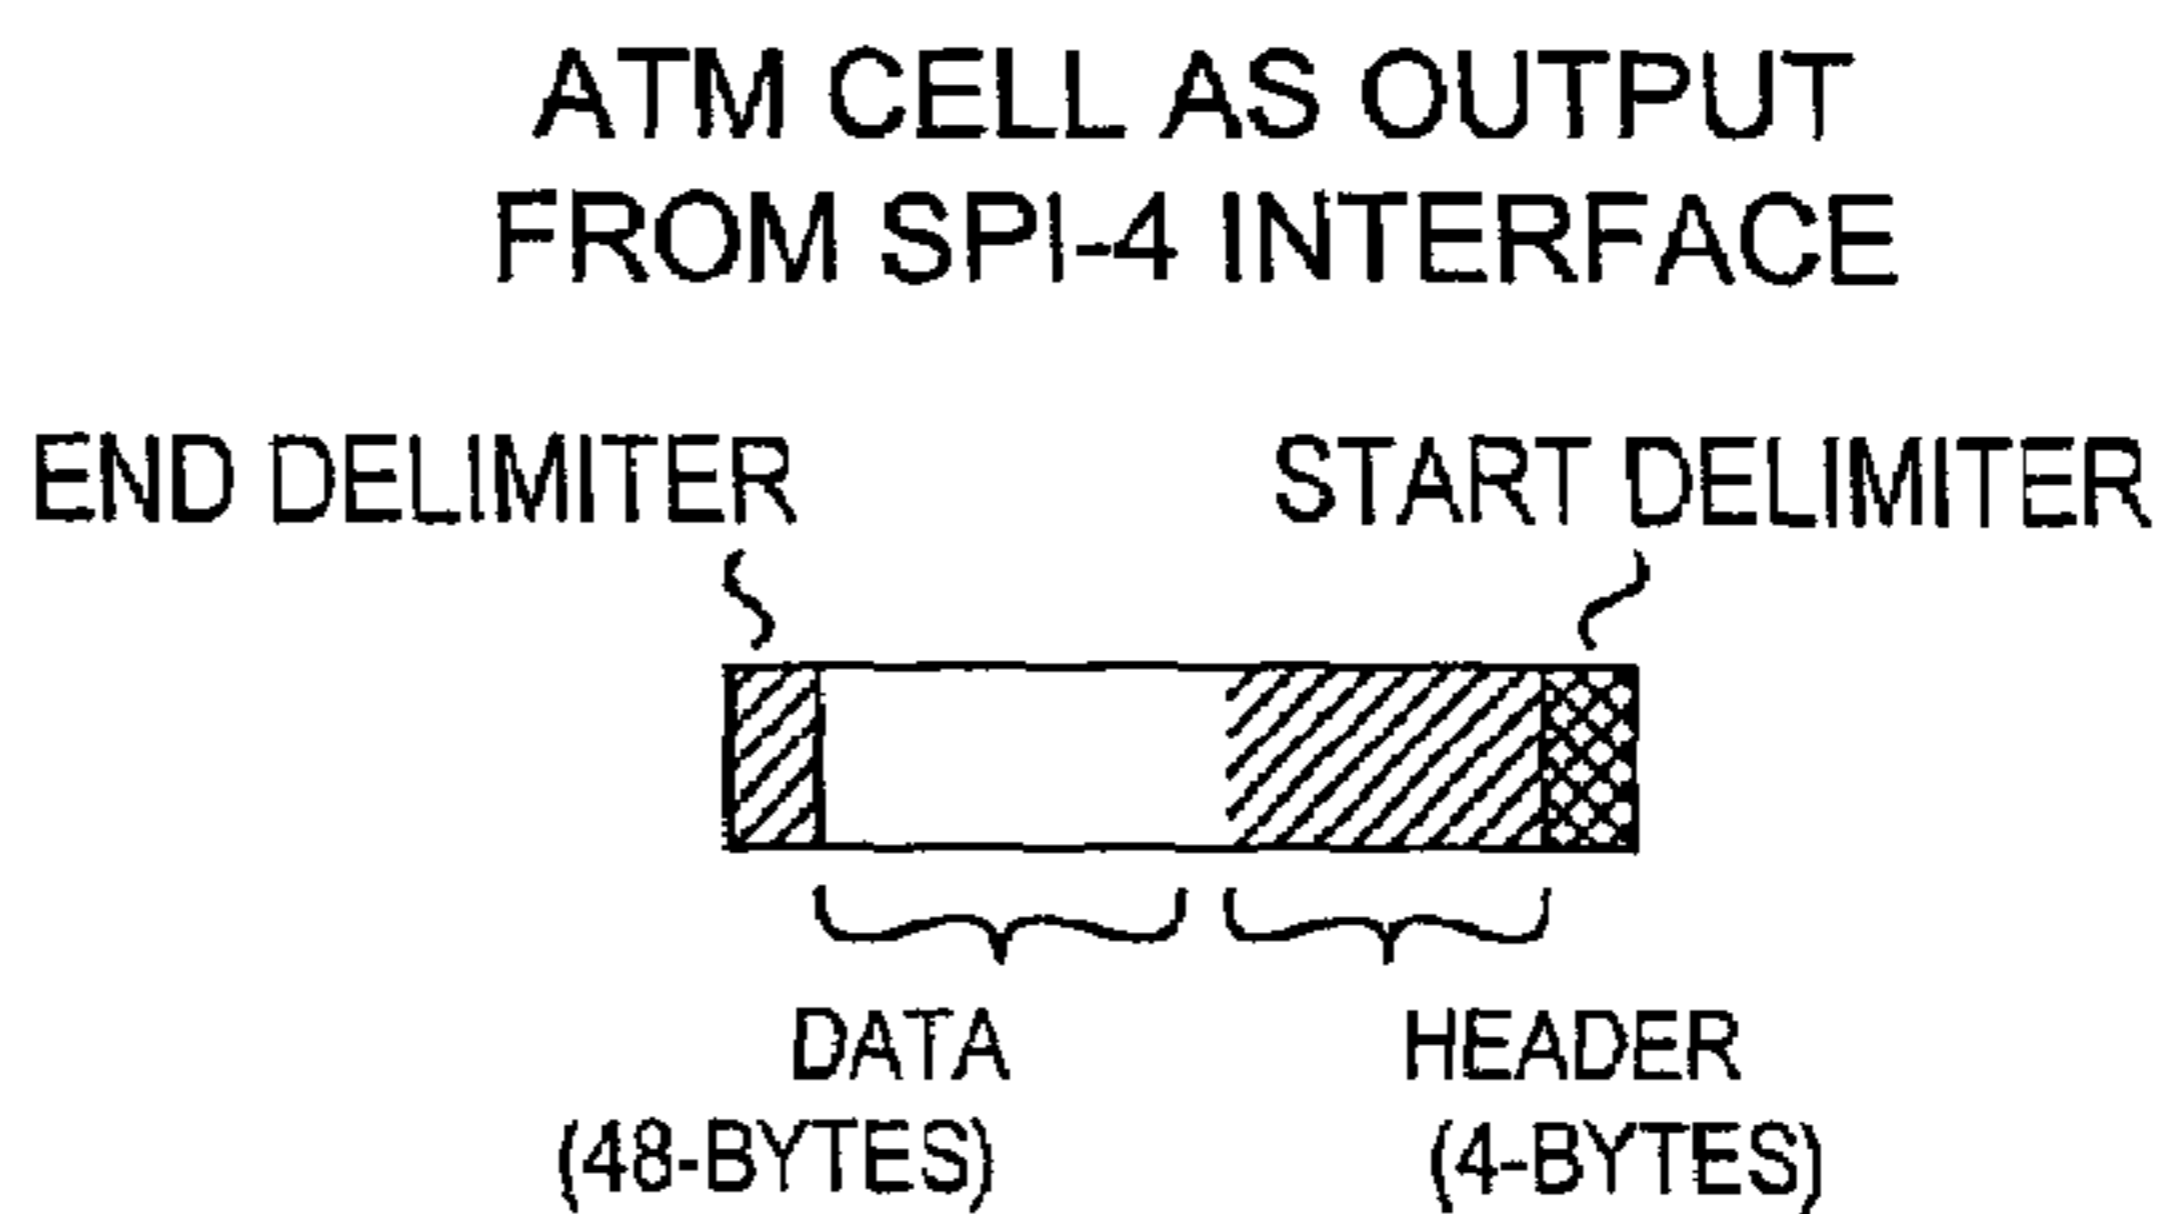 ATM CELL AS OUTPUT
FROM SPI-4 INTERFACE
END DELIMITER
START DELIMITER
DATA
(48-BYTES)
HEADER
(4-BYTES)